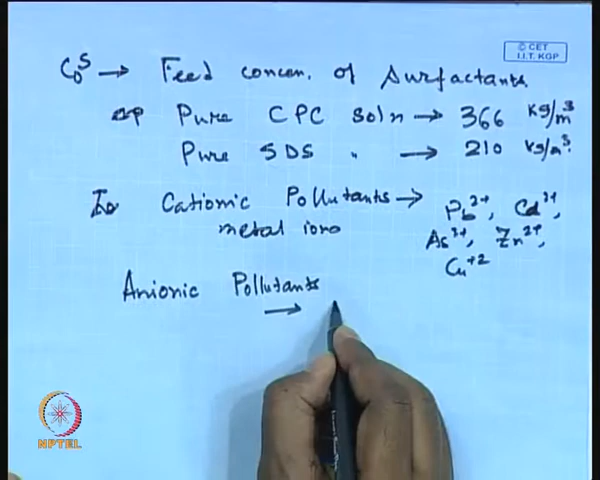 © CET
I.I.T. KGP
C₀ˢ → Feed concen. of Surfactants
Pure CPC soln → 366 kg/m³
Pure SDS " → 210 kg/m³.
Cationic Pollutants → Pb²⁺, Cd²⁺,
metal ions As³⁺, Zn²⁺,
Cu⁺²
Anionic Pollutants
→
NPTEL